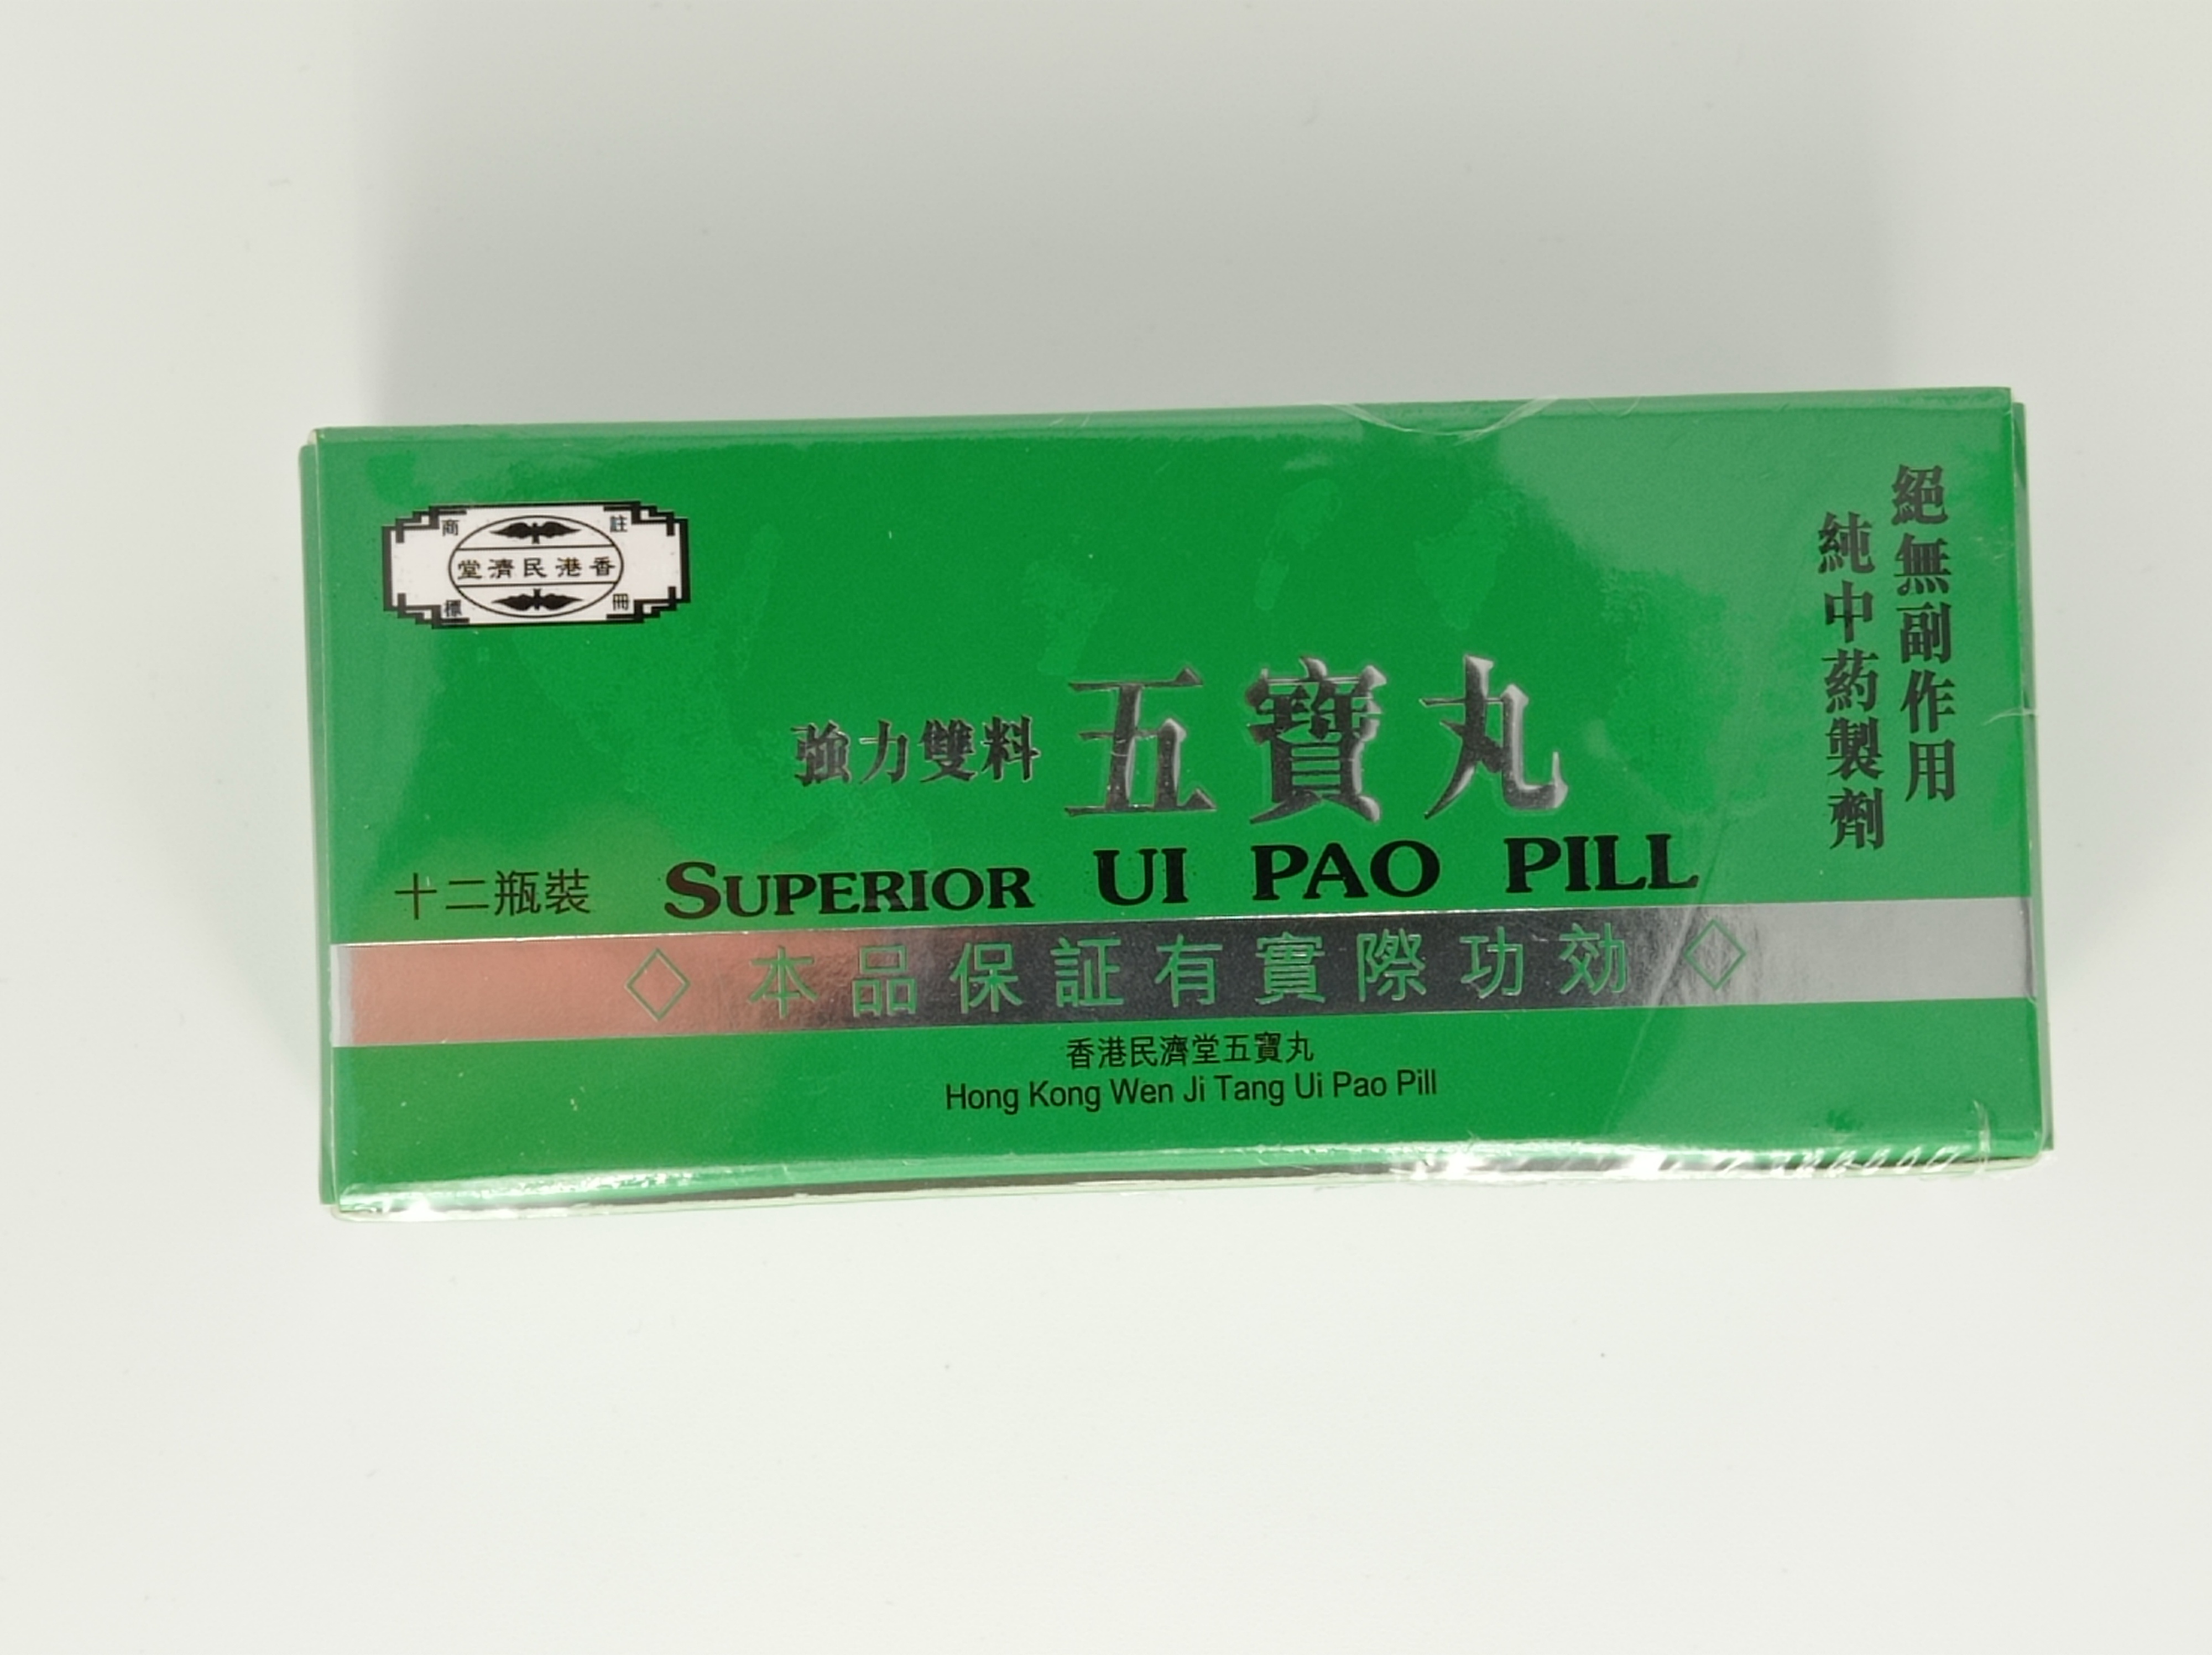 註冊商標
香港民濟堂
絕無副作用
純中葯製劑
強力雙料 五寶丸
十二瓶裝 SUPERIOR UI PAO PILL
◇ 本品保証有實際功効 ◇
香港民濟堂五寶丸
Hong Kong Wen Ji Tang Ui Pao Pill